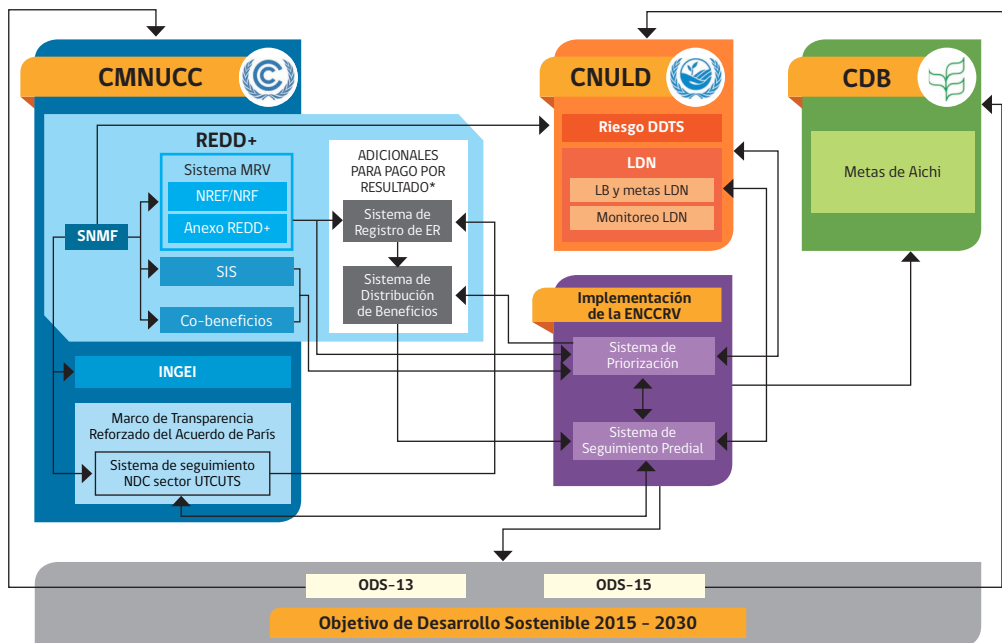 CMNUCC
REDD+
Sistema MRV
NREF/NRF
Anexo REDD+
SNMF
SIS
Co-beneficios
ADICIONALES
PARA PAGO POR
RESULTADO*
Sistema de
Registro de ER
Sistema de
Distribución
de Beneficios
INGEI
Marco de Transparencia
Reforzado del Acuerdo de París
Sistema de seguimiento
NDC sector UTCUTS
CNULD
Riesgo DDTS
LDN
LB y metas LDN
Monitoreo LDN
CDB
Metas de Aichi
Implementación
de la ENCCRV
Sistema de
Priorización
Sistema de
Seguimiento Predial
ODS-13
ODS-15
Objetivo de Desarrollo Sostenible 2015 - 2030